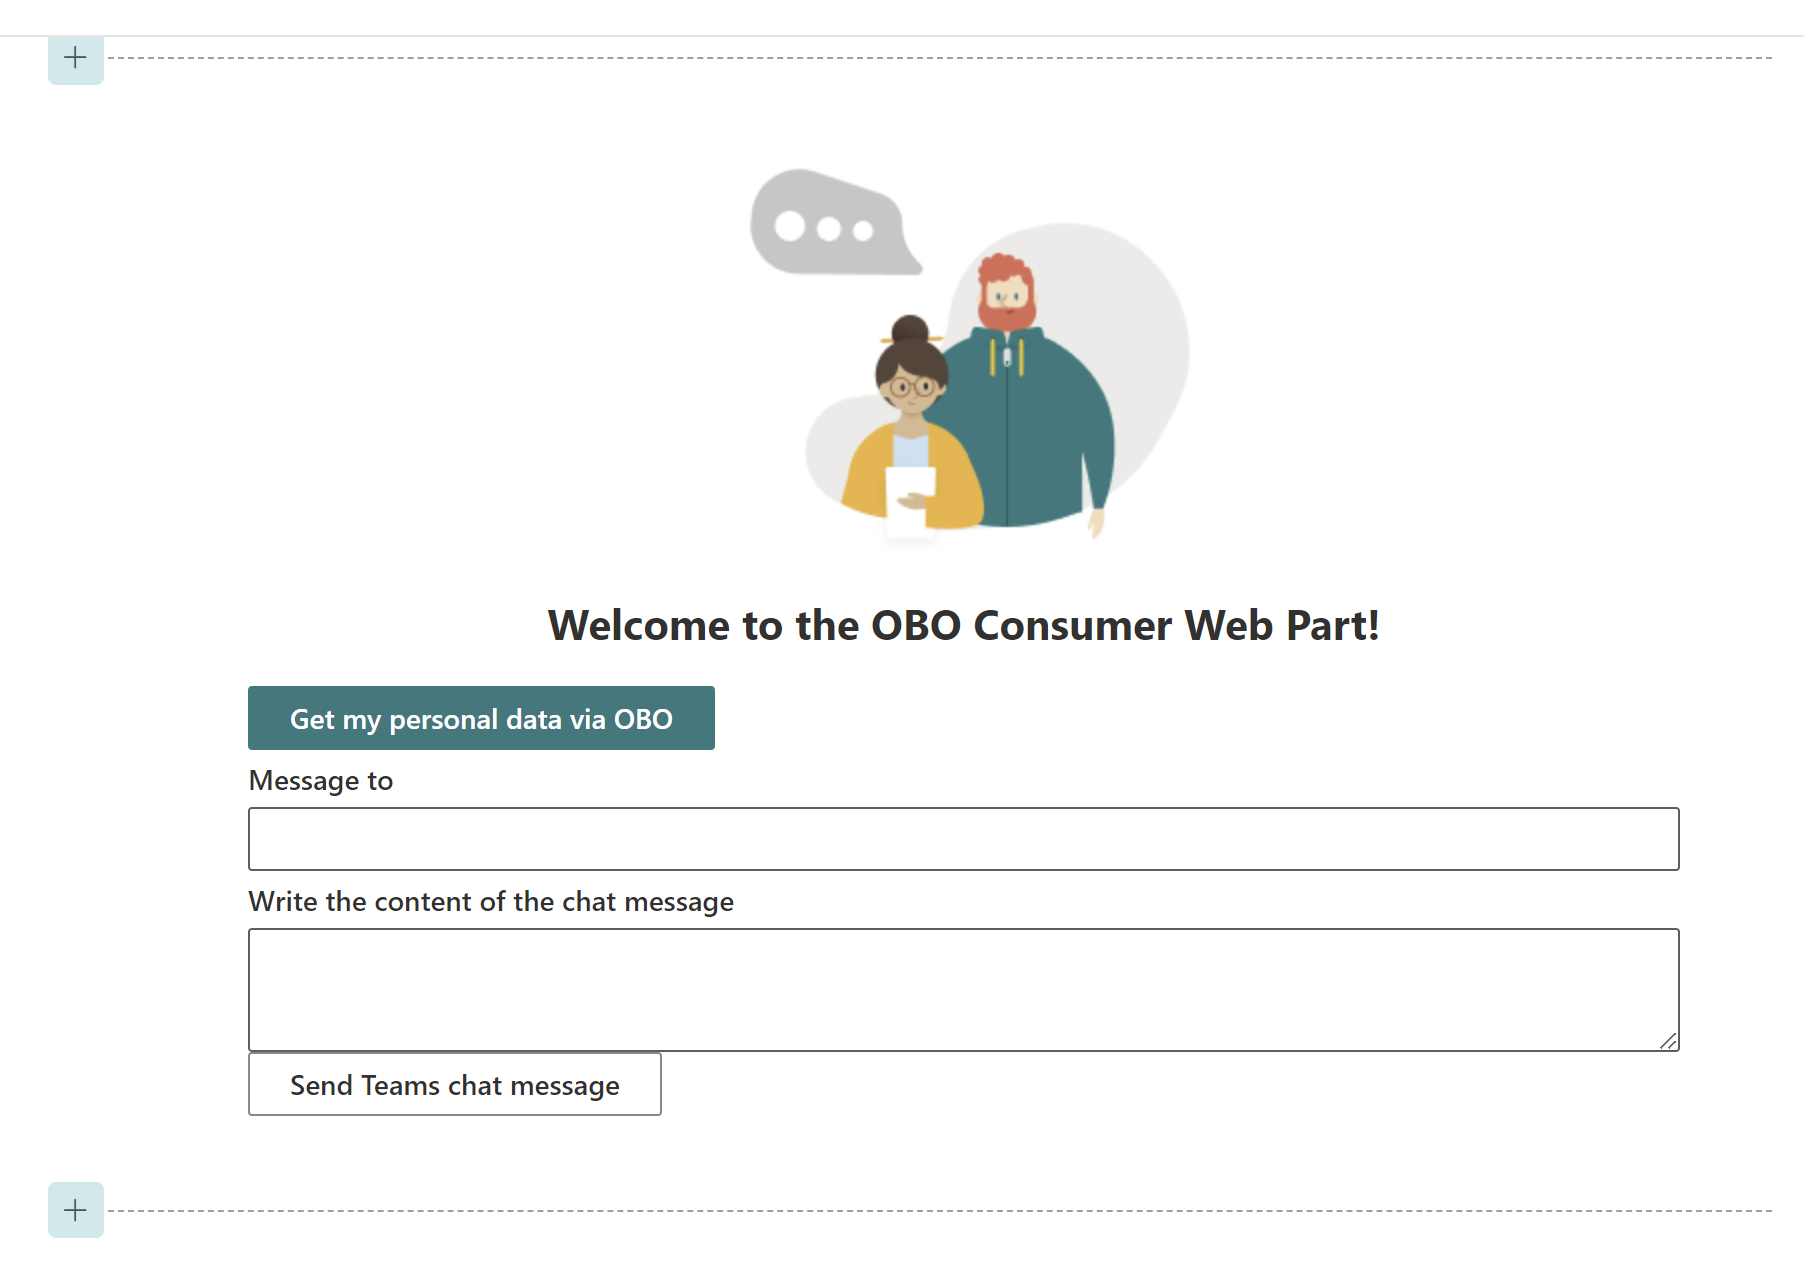 Welcome to the OBO Consumer Web Part!
Get my personal data via OBO
Message to
Write the content of the chat message
Send Teams chat message